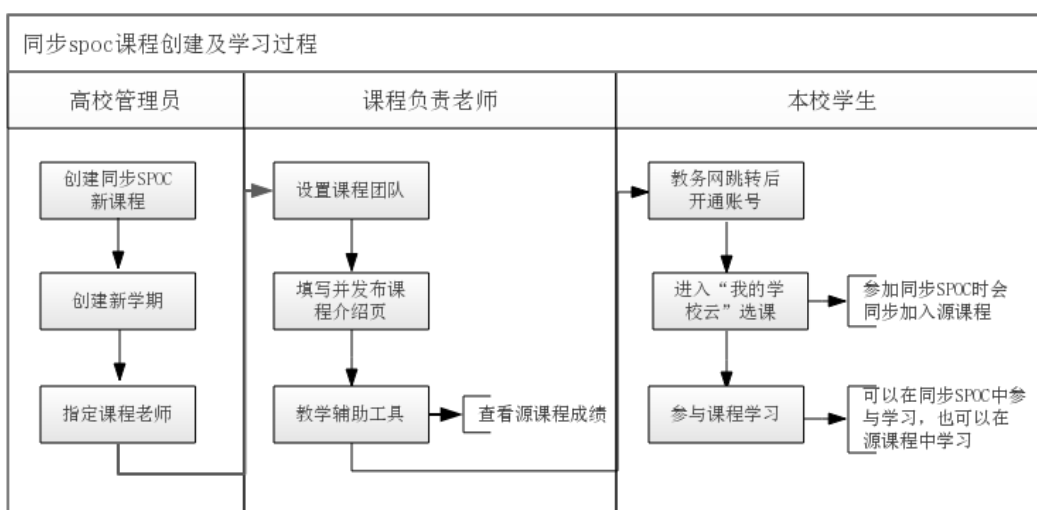 同步spoc课程创建及学习过程
高校管理员
课程负责老师
本校学生
创建同步SPOC
新课程
创建新学期
指定课程老师
设置课程团队
填写并发布课
程介绍页
教学辅助工具
查看源课程成绩
教务网跳转后
开通账号
进入“我的学
校云”选课
参加同步SPOC时会
同步加入源课程
参与课程学习
可以在同步SPOC中参
与学习，也可以在
源课程中学习